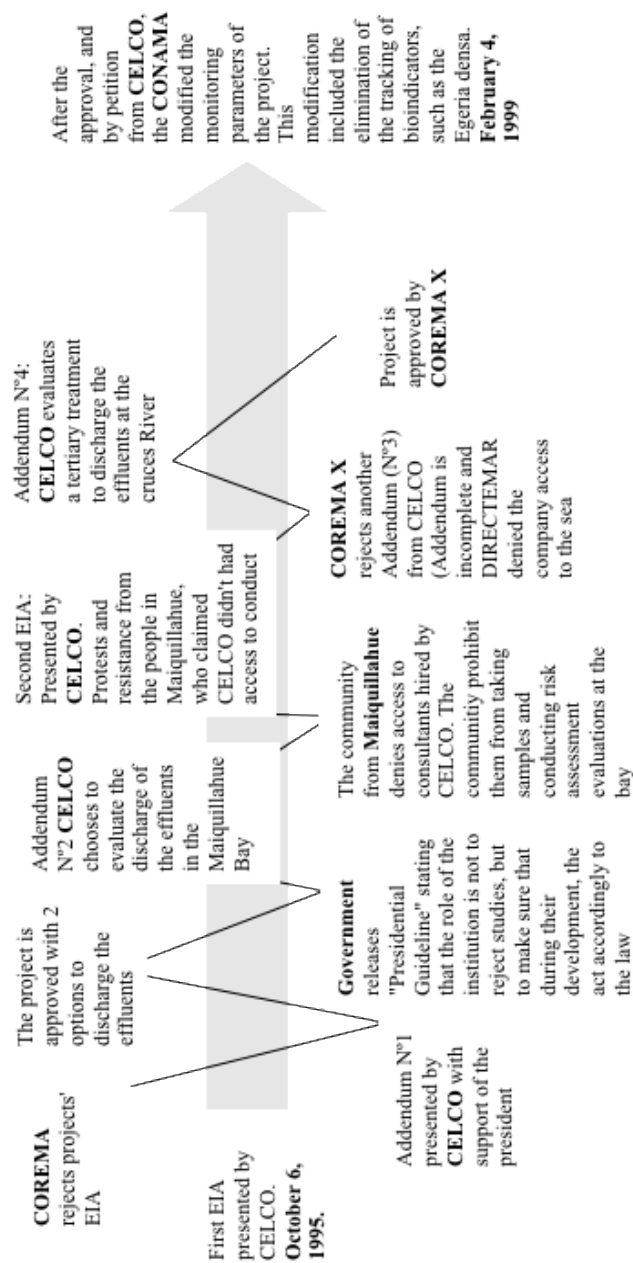 First EIA
presented by
CELCO.
October 6,
1995.
COREMA
rejects projects'
EIA
Addendum N°1
presented by
CELCO with
support of the
president
The project is
approved with 2
options to
discharge the
effluents
Government
releases
"Presidential
Guideline" stating
that the role of the
institution is not to
reject studies, but
to make sure that
during their
development, the
act accordingly to
the law
Addendum
N°2 CELCO
chooses to
evaluate the
discharge of
the effluents
in the
Maiquillahue
Bay
The community
from Maiquillahue
denies access to
consultants hired by
CELCO. The
communitiy prohibit
them from taking
samples and
conducting risk
assessment
evaluations at the
bay
Second EIA:
Presented by
CELCO.
Protests and
resistance from
the people in
Maiquillahue,
who claimed
CELCO didn't had
access to conduct
COREMA X
rejects another
Addendum (N°3)
from CELCO
(Addendum is
incomplete and
DIRECTEMAR
denied the
company access
to the sea
Addendum N°4:
CELCO evaluates
a tertiary treatment
to discharge the
effluents at the
cruces River
Project is
approved by
COREMA X
After the
approval, and
by petition
from CELCO,
the CONAMA
modified the
monitoring
parameters of
the project.
This
modification
included the
elimination of
the tracking of
bioindicators,
such as the
Egeria densa.
February 4,
1999